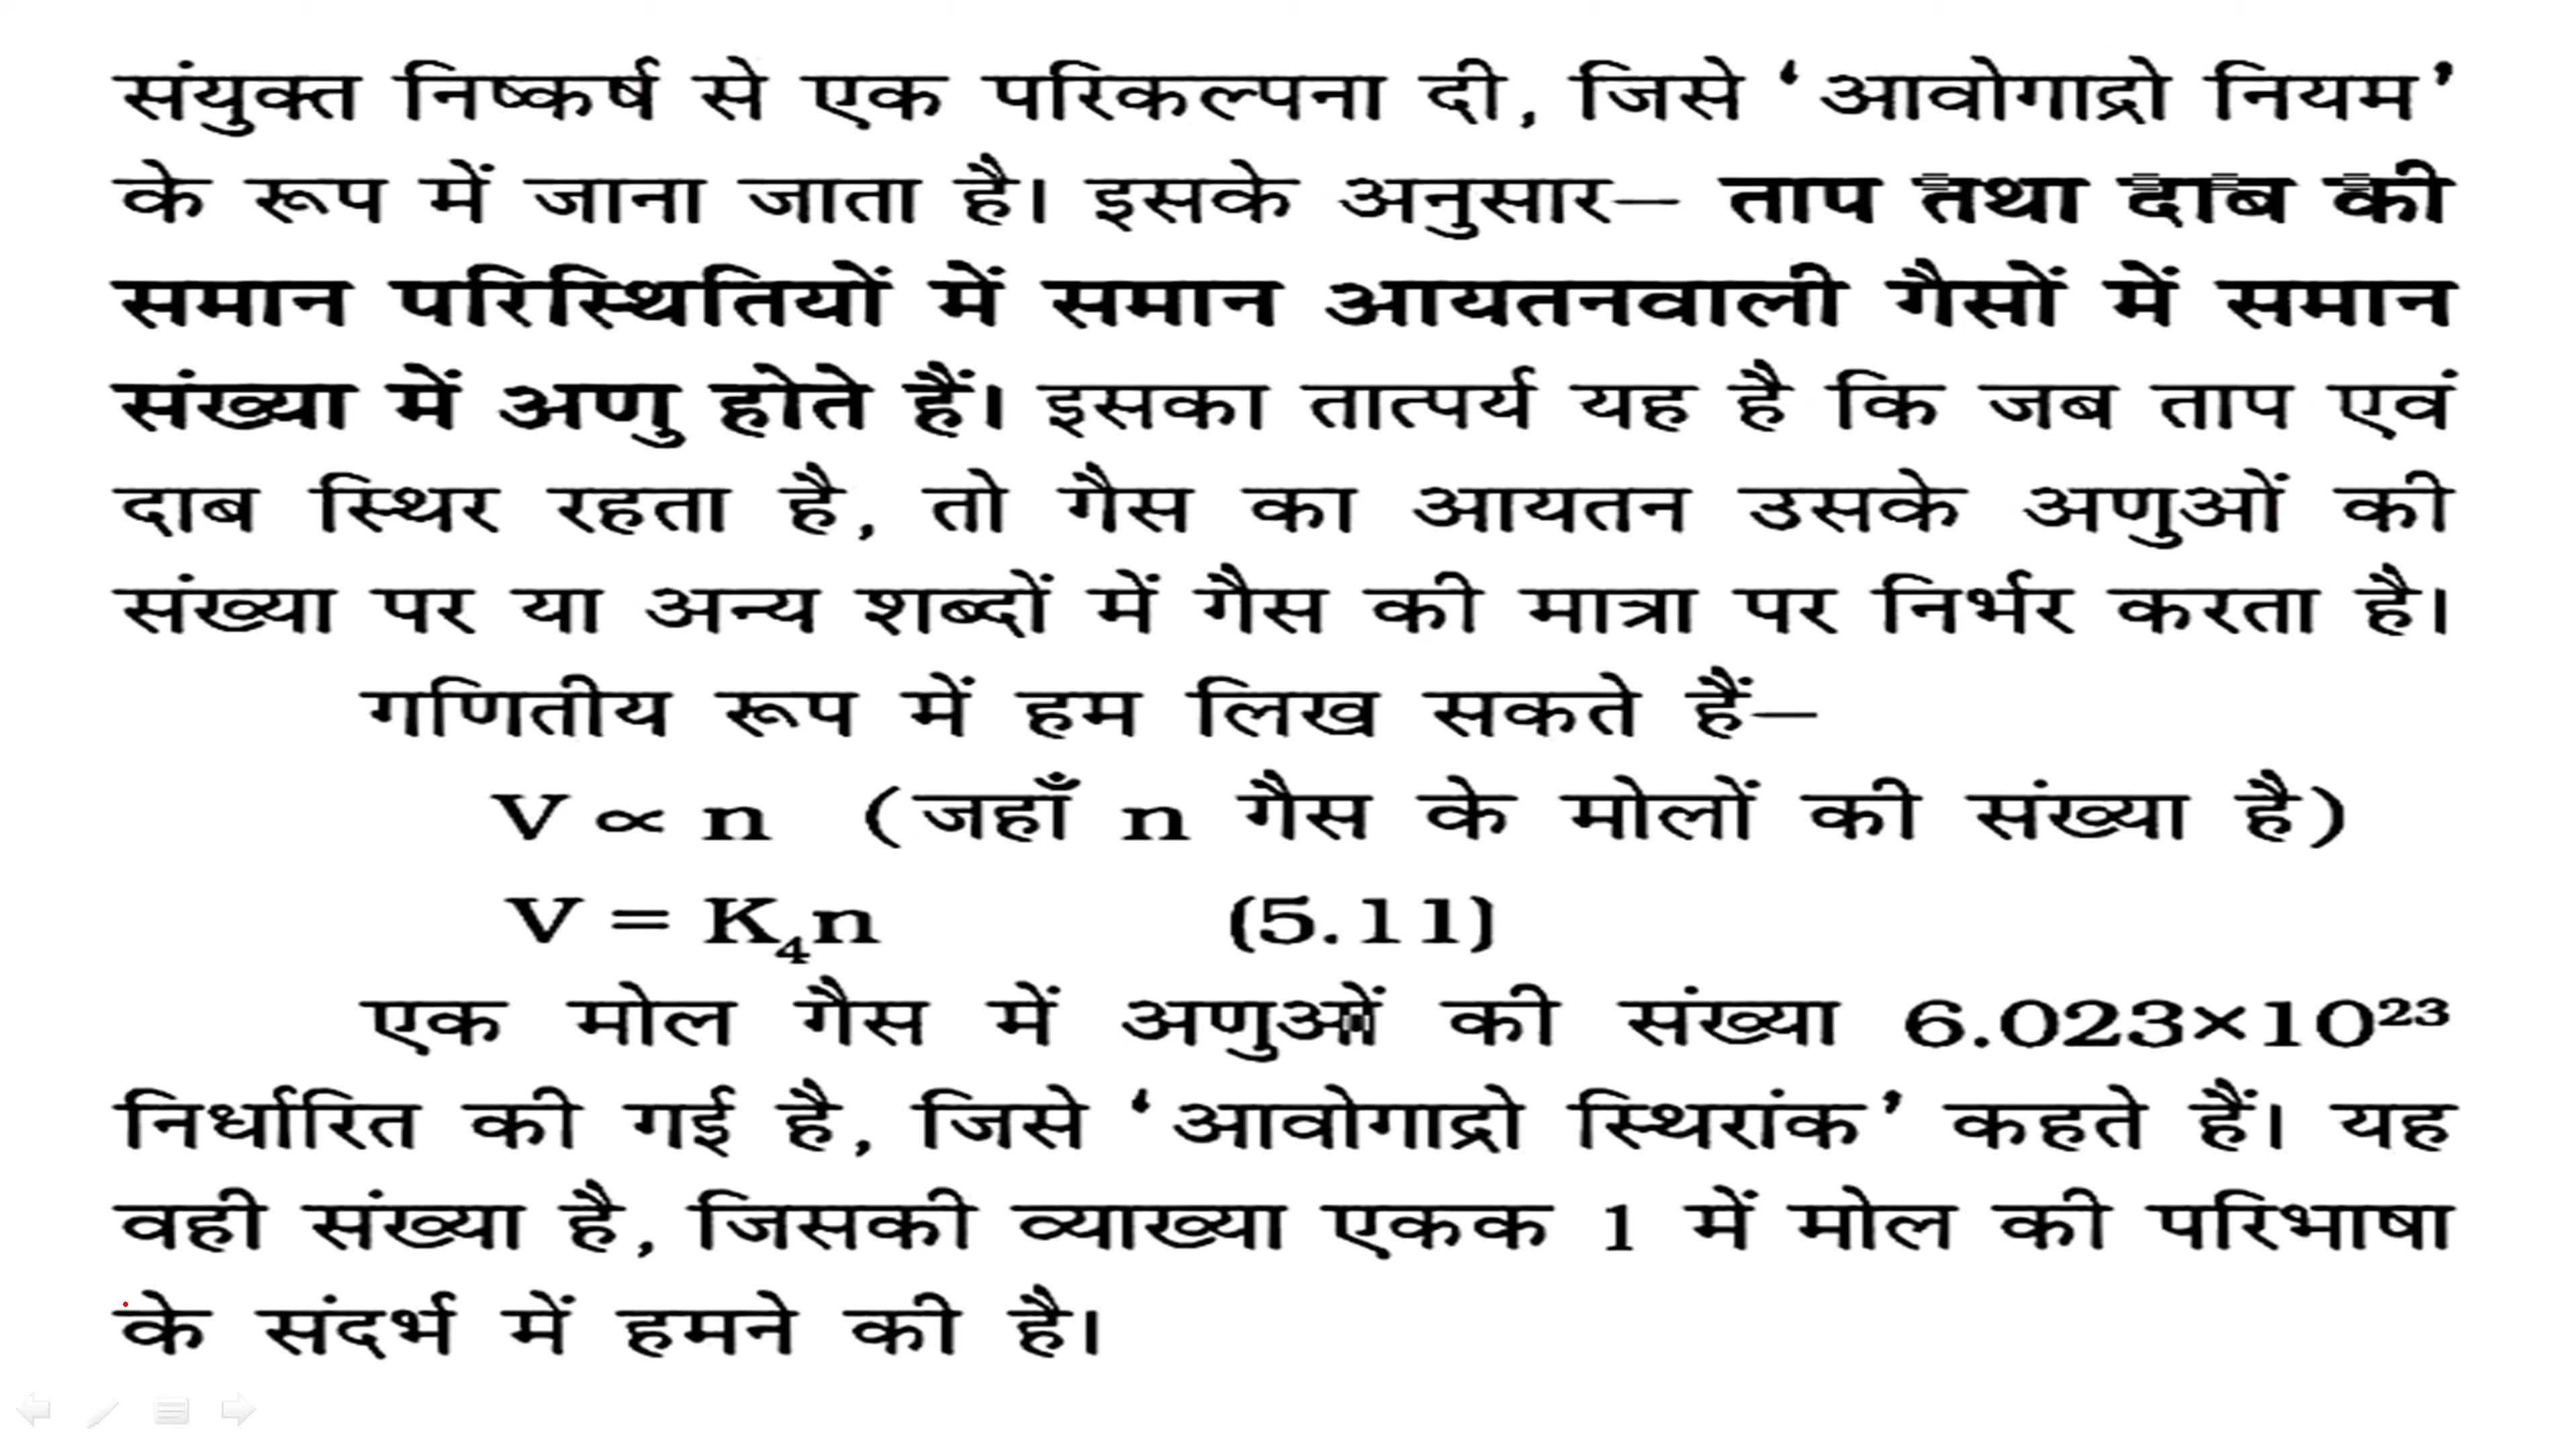 संयुक्त निष्कर्ष से एक परिकल्पना दी, जिसे ‘आवोगाद्रो नियम’
के रूप में जाना जाता है। इसके अनुसार– ताप तथा दाब की
समान परिस्थितियों में समान आयतनवाली गैसों में समान
संख्या में अणु होते हैं। इसका तात्पर्य यह है कि जब ताप एवं
दाब स्थिर रहता है, तो गैस का आयतन उसके अणुओं की
संख्या पर या अन्य शब्दों में गैस की मात्रा पर निर्भर करता है।
गणितीय रूप में हम लिख सकते हैं–
V ∝ n (जहाँ n गैस के मोलों की संख्या है)
V = K₄n (5.11)
एक मोल गैस में अणुओं की संख्या 6.023×10²³
निर्धारित की गई है, जिसे ‘आवोगाद्रो स्थिरांक’ कहते हैं। यह
वही संख्या है, जिसकी व्याख्या एकक 1 में मोल की परिभाषा
के संदर्भ में हमने की है।